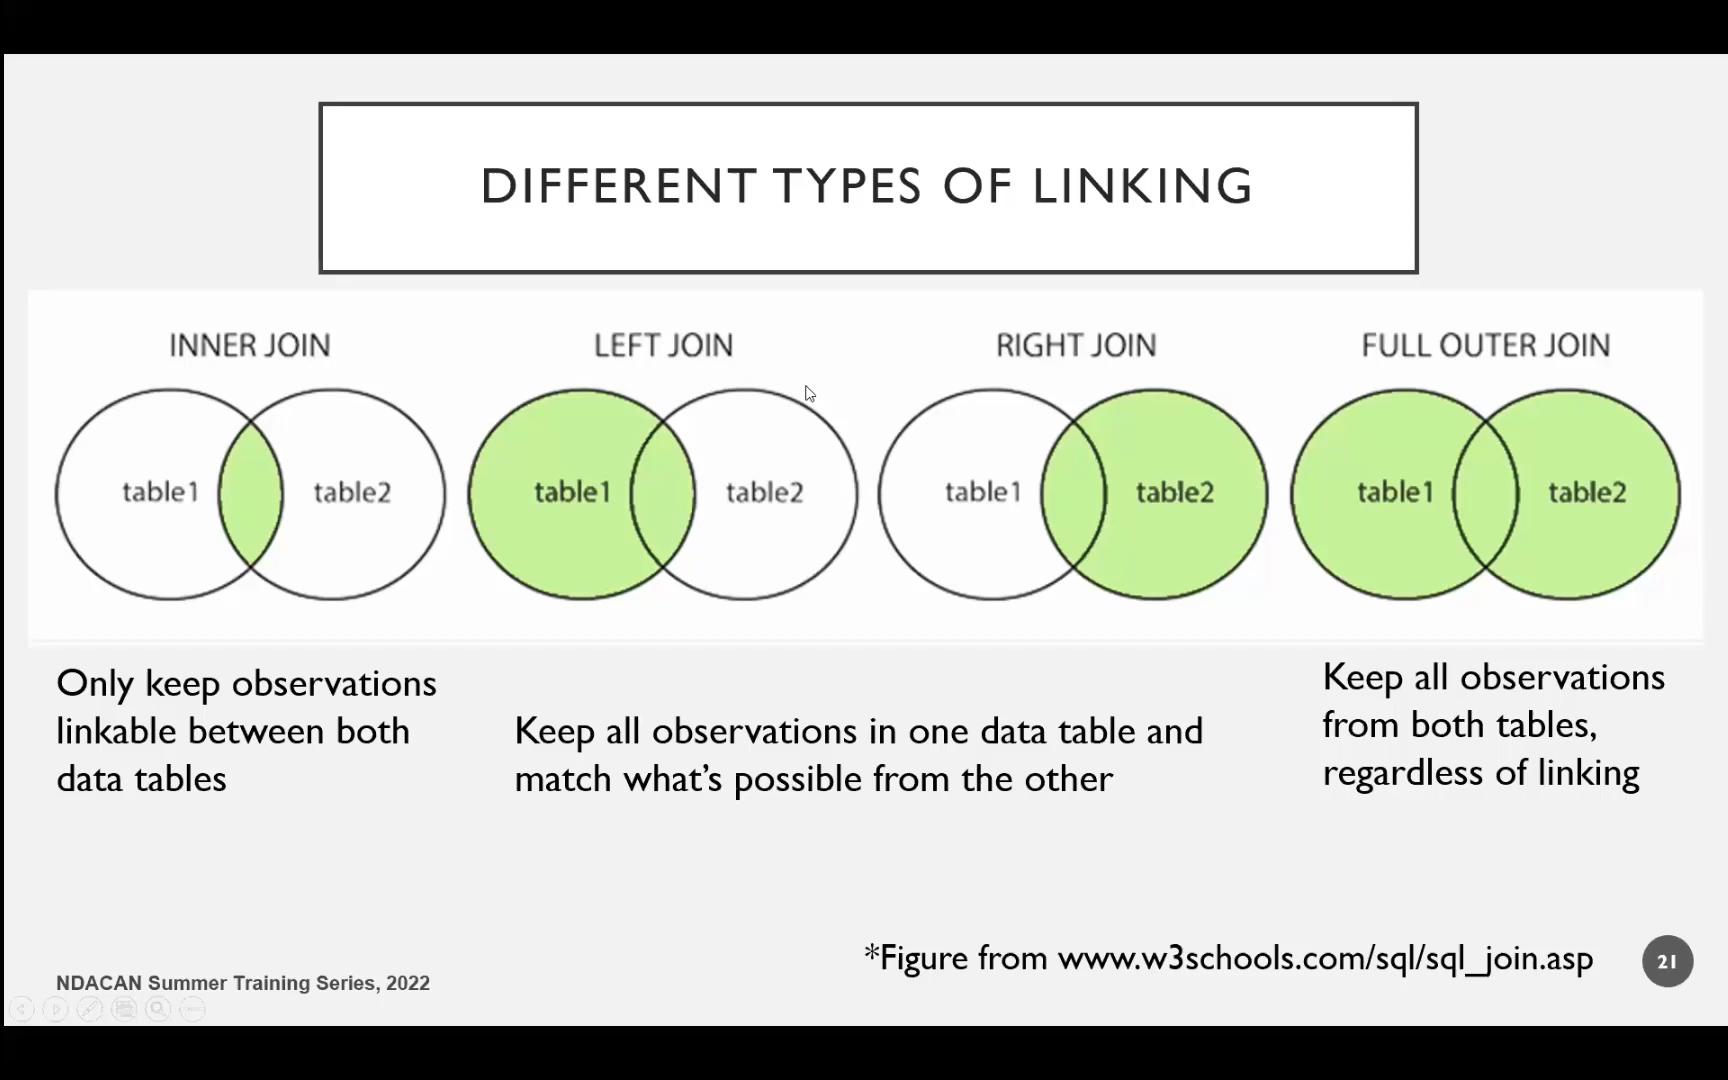 DIFFERENT TYPES OF LINKING
INNER JOIN
LEFT JOIN
RIGHT JOIN
FULL OUTER JOIN
table1
table2
table1
table2
table1
table2
table1
table2
Only keep observations
linkable between both
data tables
Keep all observations in one data table and
match what's possible from the other
Keep all observations
from both tables,
regardless of linking
*Figure from www.w3schools.com/sql/sql_join.asp
NDACAN Summer Training Series, 2022
21